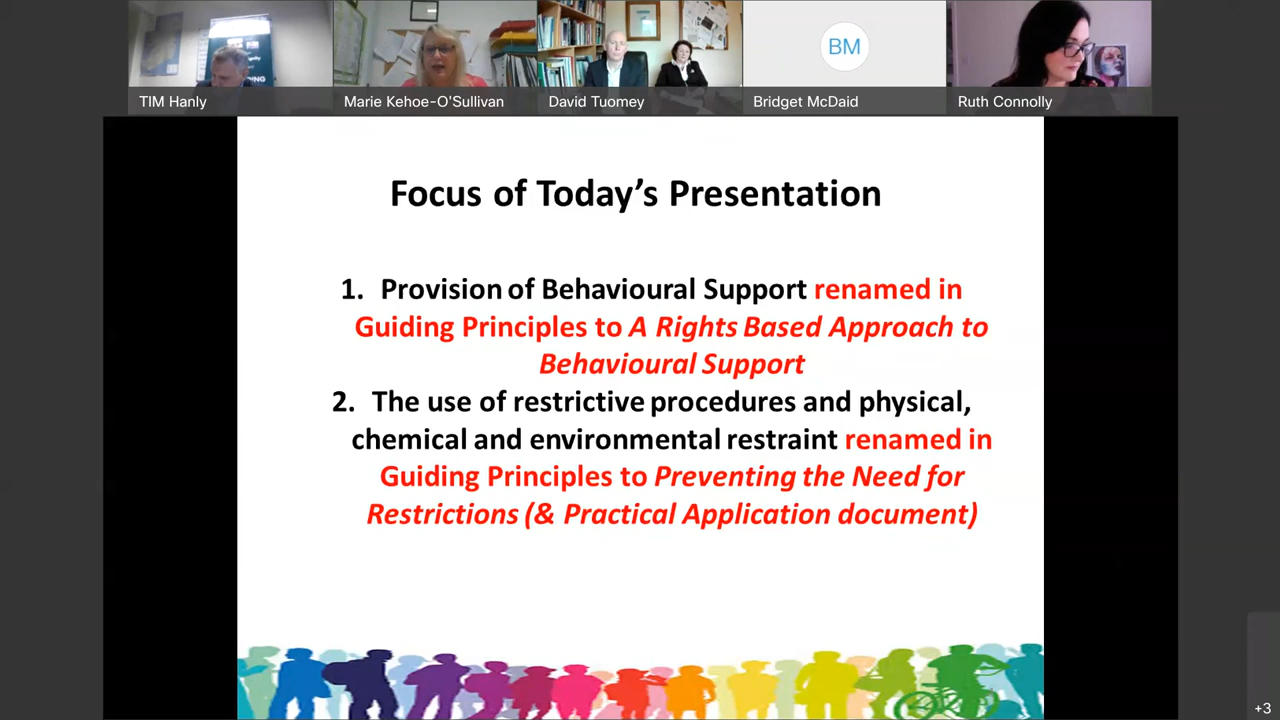 TIM Hanly
Marie Kehoe-O'Sullivan
David Tuomey
BM
Bridget McDaid
Ruth Connolly
Focus of Today's Presentation
1. Provision of Behavioural Support renamed in
Guiding Principles to A Rights Based Approach to
Behavioural Support
2. The use of restrictive procedures and physical,
chemical and environmental restraint renamed in
Guiding Principles to Preventing the Need for
Restrictions (& Practical Application document)
+3